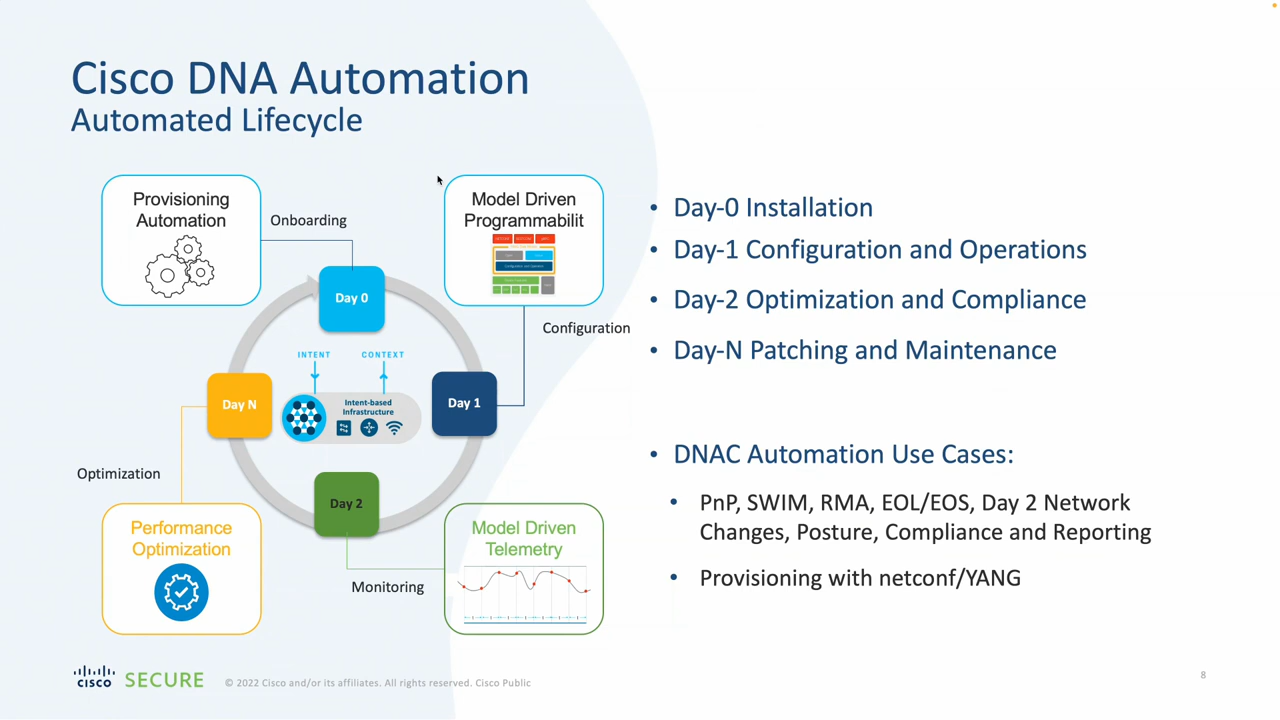 Cisco DNA Automation
Automated Lifecycle
Provisioning
Automation
Onboarding
Model Driven
Programmabilit
Configuration
Day 0
INTENT
CONTEXT
Day N
Intent-based
Infrastructure
Day 1
Optimization
Day 2
Performance
Optimization
Monitoring
Model Driven
Telemetry
• Day-0 Installation
• Day-1 Configuration and Operations
• Day-2 Optimization and Compliance
• Day-N Patching and Maintenance
• DNAC Automation Use Cases:
• PnP, SWIM, RMA, EOL/EOS, Day 2 Network
Changes, Posture, Compliance and Reporting
• Provisioning with netconf/YANG
cisco SECURE
© 2022 Cisco and/or its affiliates. All rights reserved. Cisco Public
8